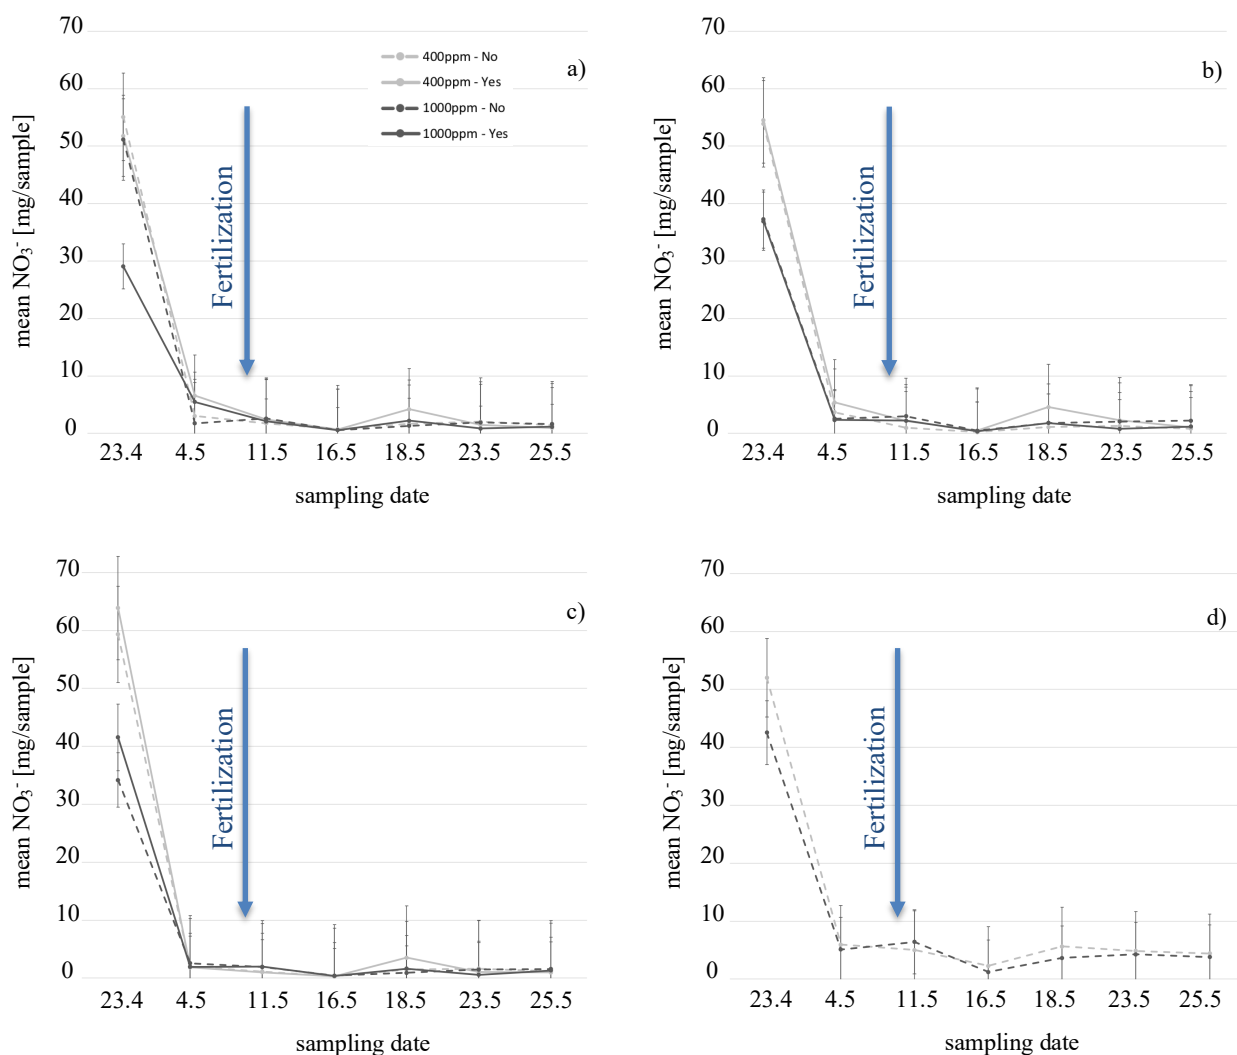 70
60
50
40
30
20
10
0
mean NO₃⁻ [mg/sample]
400ppm - No
400ppm - Yes
1000ppm - No
1000ppm - Yes
a)
Fertilization
23.4 4.5 11.5 16.5 18.5 23.5 25.5
sampling date
70
60
50
40
30
20
10
0
mean NO₃⁻ [mg/sample]
b)
Fertilization
23.4 4.5 11.5 16.5 18.5 23.5 25.5
sampling date
70
60
50
40
30
20
10
0
mean NO₃⁻ [mg/sample]
c)
Fertilization
23.4 4.5 11.5 16.5 18.5 23.5 25.5
sampling date
70
60
50
40
30
20
10
0
mean NO₃⁻ [mg/sample]
d)
Fertilization
23.4 4.5 11.5 16.5 18.5 23.5 25.5
sampling date